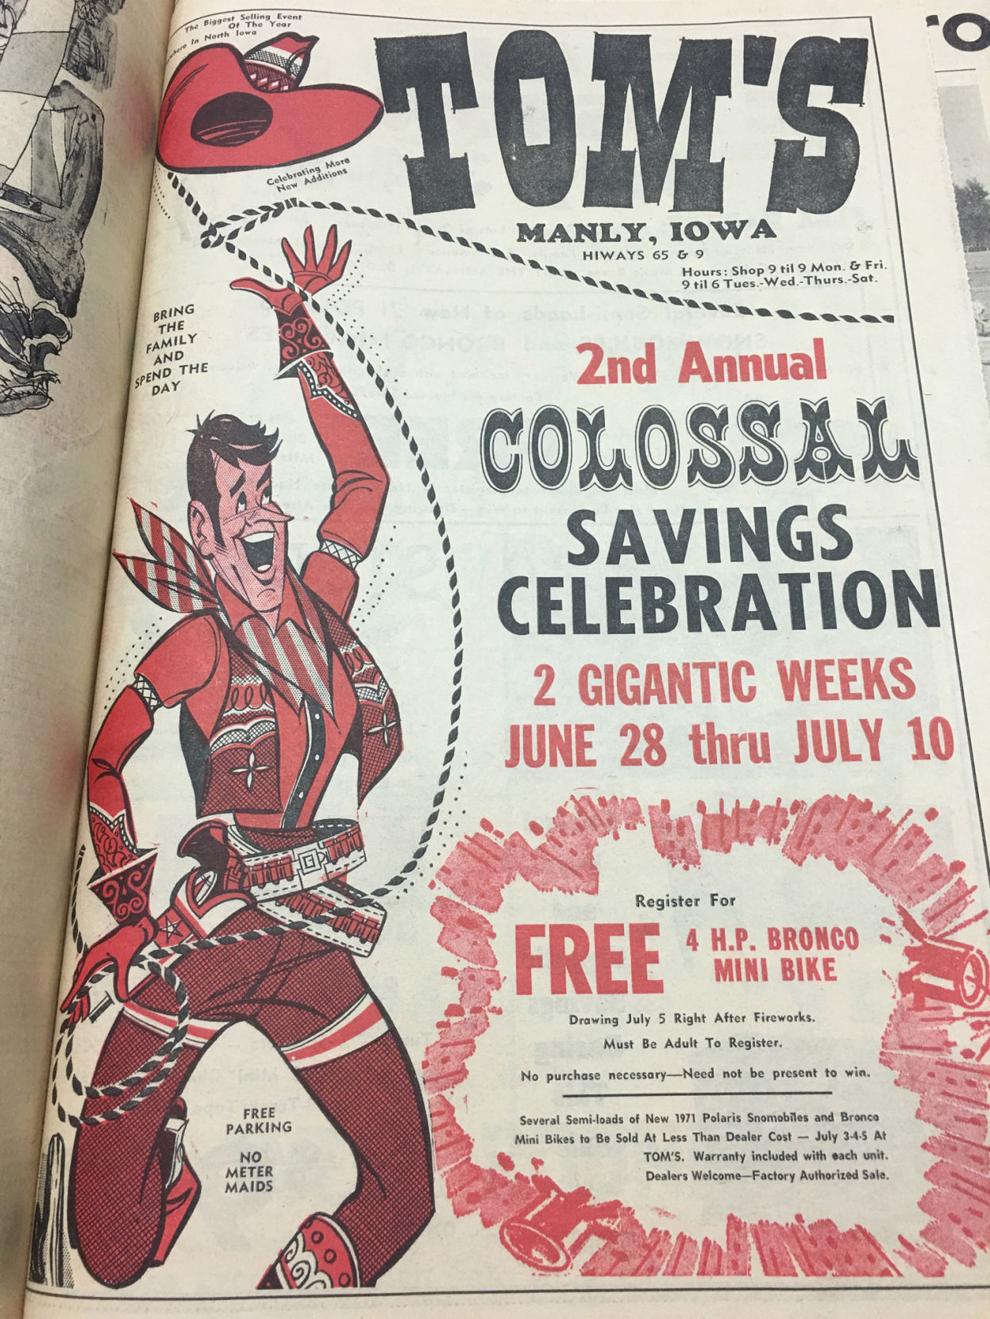 The Biggest Selling Event
Of The Year
here In North Iowa
TOM'S
Celebrating More
New Additions
MANLY, IOWA
HIWAYS 65 & 9
Hours: Shop 9 til 9 Mon. & Fri.
9 til 6 Tues.-Wed.-Thurs.-Sat.
BRING
THE
FAMILY
AND
SPEND THE
DAY
2nd Annual
COLOSSAL
SAVINGS
CELEBRATION
2 GIGANTIC WEEKS
JUNE 28 thru JULY 10
Register For
FREE 4 H.P. BRONCO
MINI BIKE
Drawing July 5 Right After Fireworks.
Must Be Adult To Register.
No purchase necessary—Need not be present to win.
Several Semi-loads of New 1971 Polaris Snomobiles and Bronco
Mini Bikes to Be Sold At Less Than Dealer Cost — July 3-4-5 At
TOM'S. Warranty included with each unit.
Dealers Welcome—Factory Authorized Sale.
FREE
PARKING
NO
METER
MAIDS